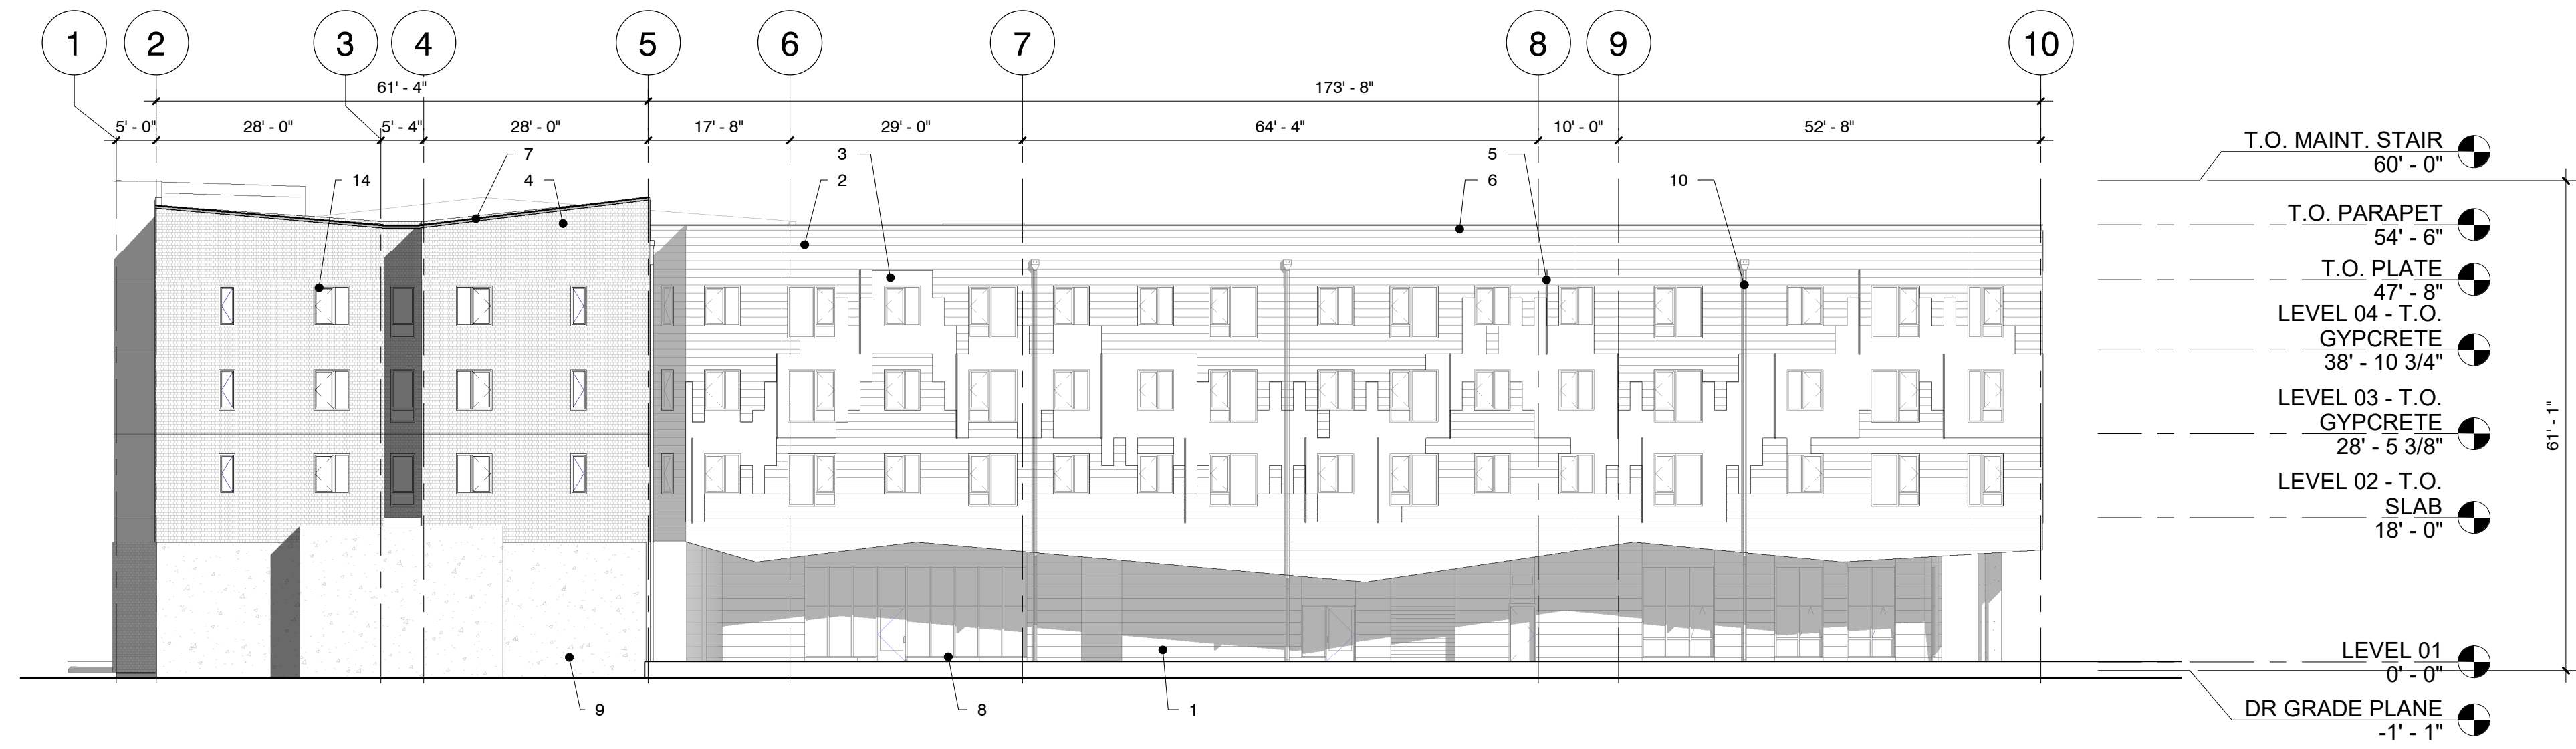 1 2 3 4 5 6 7 8 9 10
61' - 4" 173' - 8"
5' - 0" 28' - 0" 5' - 4" 28' - 0" 17' - 8" 29' - 0" 64' - 4" 10' - 0" 52' - 8"
7 3 5
14 4 2 6 10
T.O. MAINT. STAIR
60' - 0"
T.O. PARAPET
54' - 6"
T.O. PLATE
47' - 8"
LEVEL 04 - T.O.
GYPCRETE
38' - 10 3/4"
LEVEL 03 - T.O.
GYPCRETE
28' - 5 3/8"
LEVEL 02 - T.O.
SLAB
18' - 0"
61' - 1"
LEVEL 01
0' - 0"
DR GRADE PLANE
-1' - 1"
9 8 1